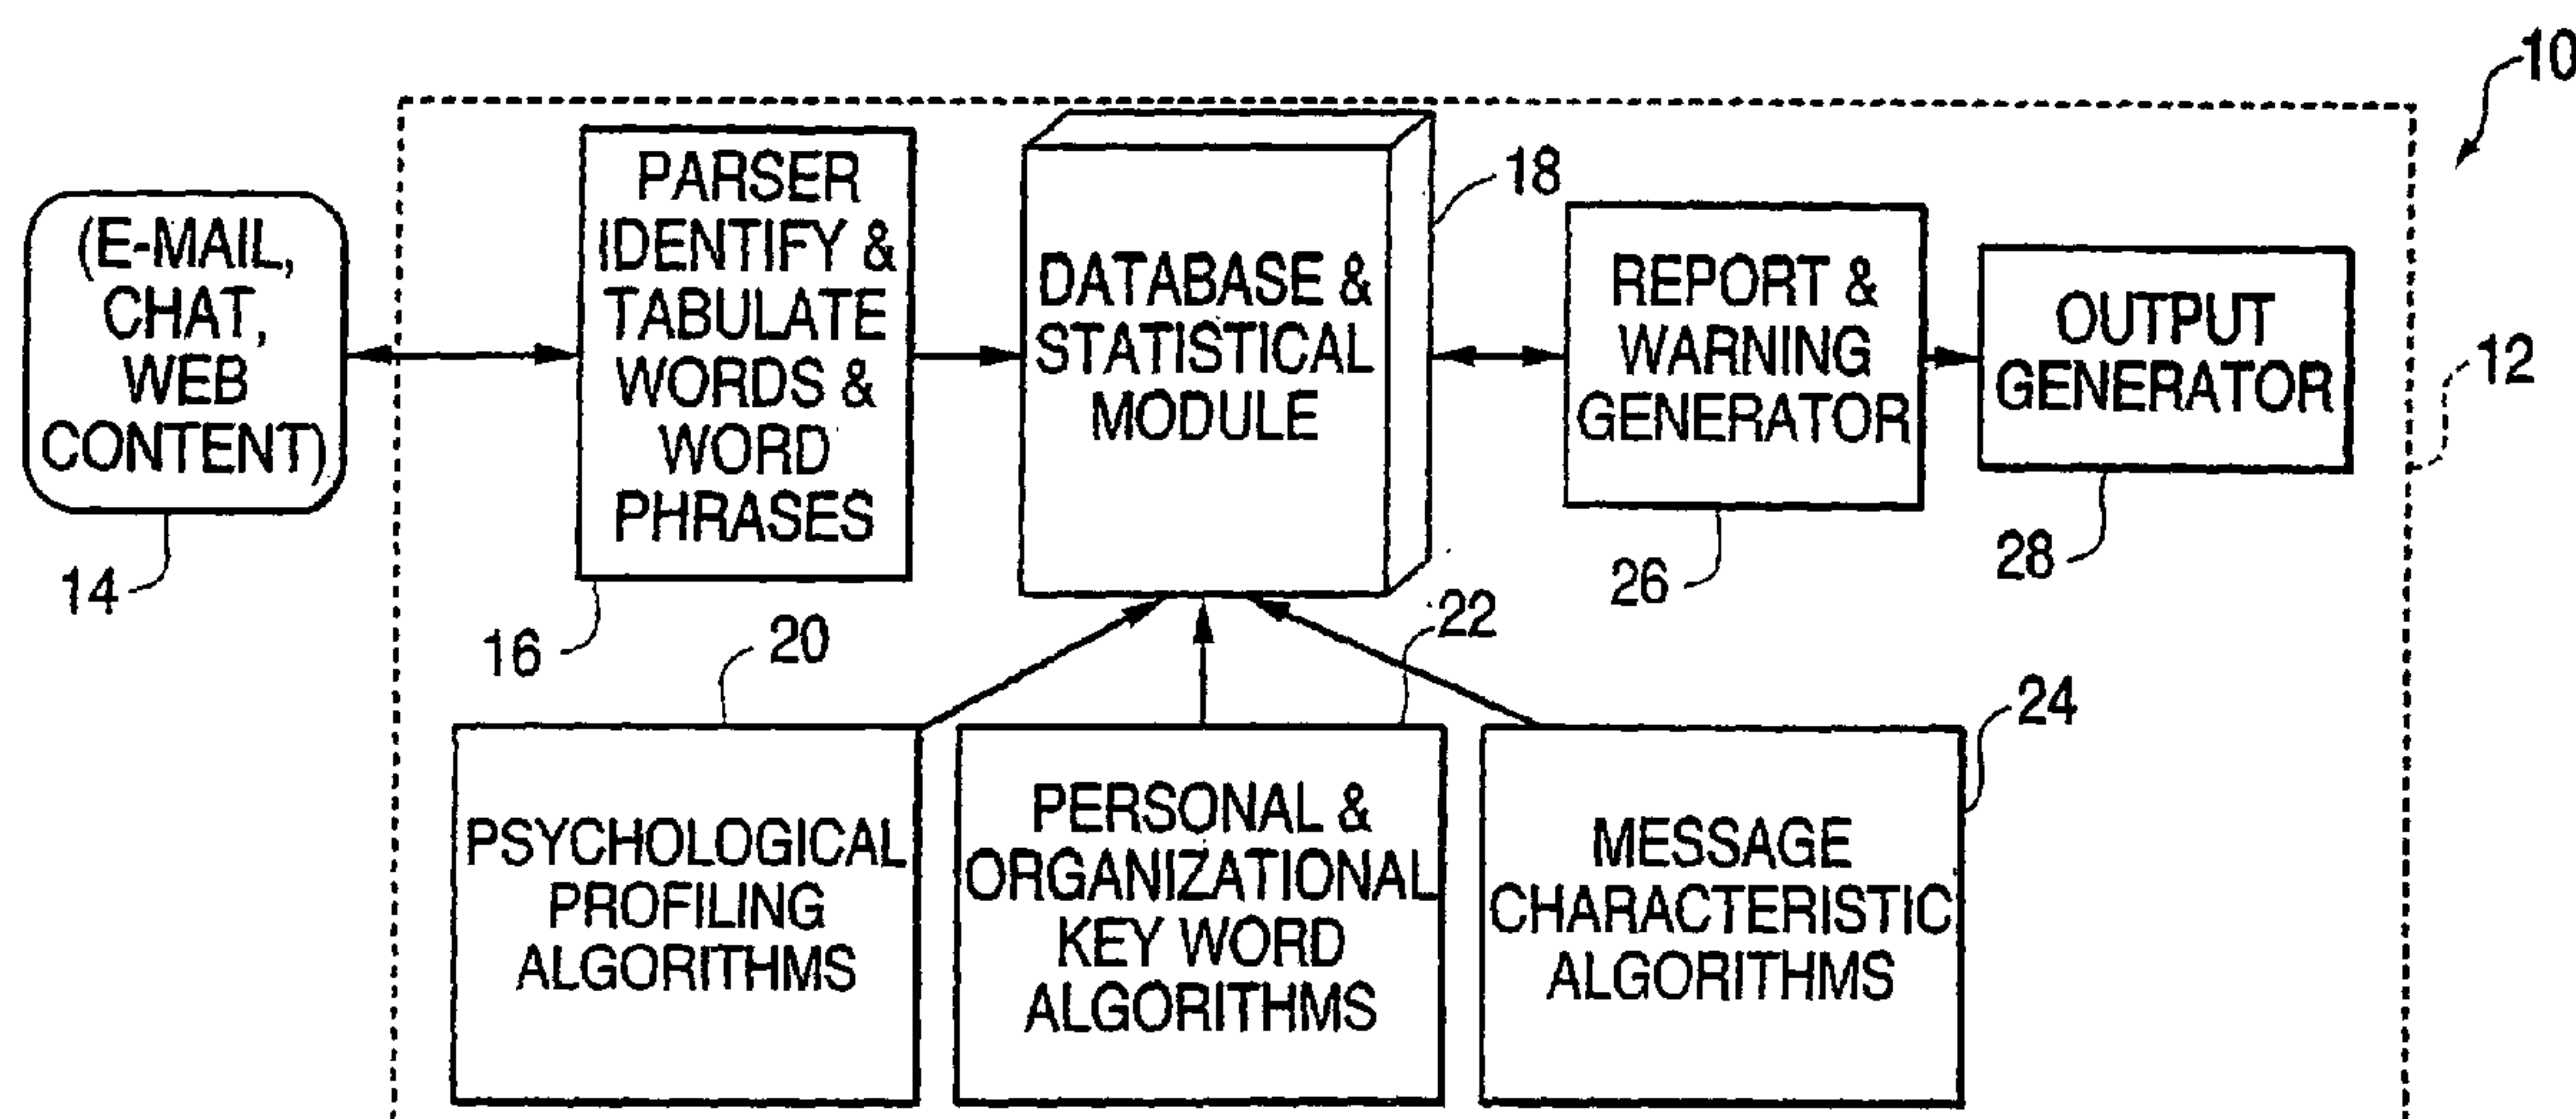 10
(E-MAIL,
CHAT,
WEB
CONTENT)
14
PARSER
IDENTIFY &
TABULATE
WORDS &
WORD
PHRASES
16
DATABASE &
STATISTICAL
MODULE
18
REPORT &
WARNING
GENERATOR
26
OUTPUT
GENERATOR
28
12
20
PSYCHOLOGICAL
PROFILING
ALGORITHMS
22
PERSONAL &
ORGANIZATIONAL
KEY WORD
ALGORITHMS
24
MESSAGE
CHARACTERISTIC
ALGORITHMS